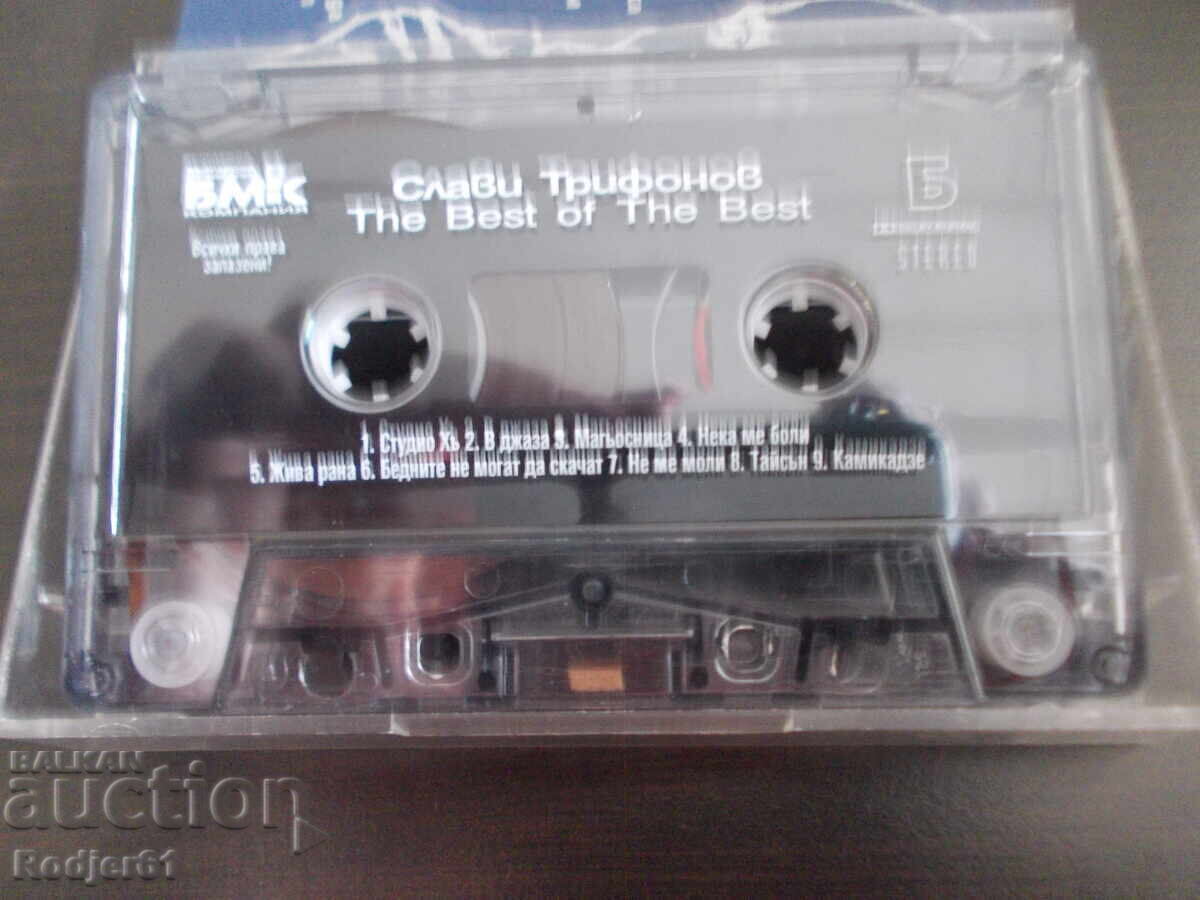 БМК
КОМПАНИЯ
Всички права
запазени!
Слави Трифонов
The Best of The Best
Б
STEREO
1. Студио Хъ 2. В джаза 3. Магьосница 4. Нека ме боли
5. Жива рана 6. Бедните не могат да скачат 7. Не ме моли 8. Тайсън 9. Камикадзе
BALKAN
auction
Rodjer61